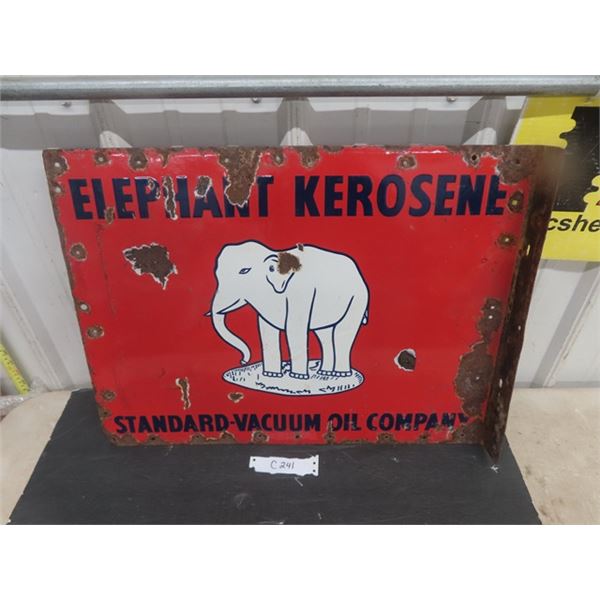 ELEPHANT KEROSENE
cshe
STANDARD-VACUUM OIL COMPANY
C241